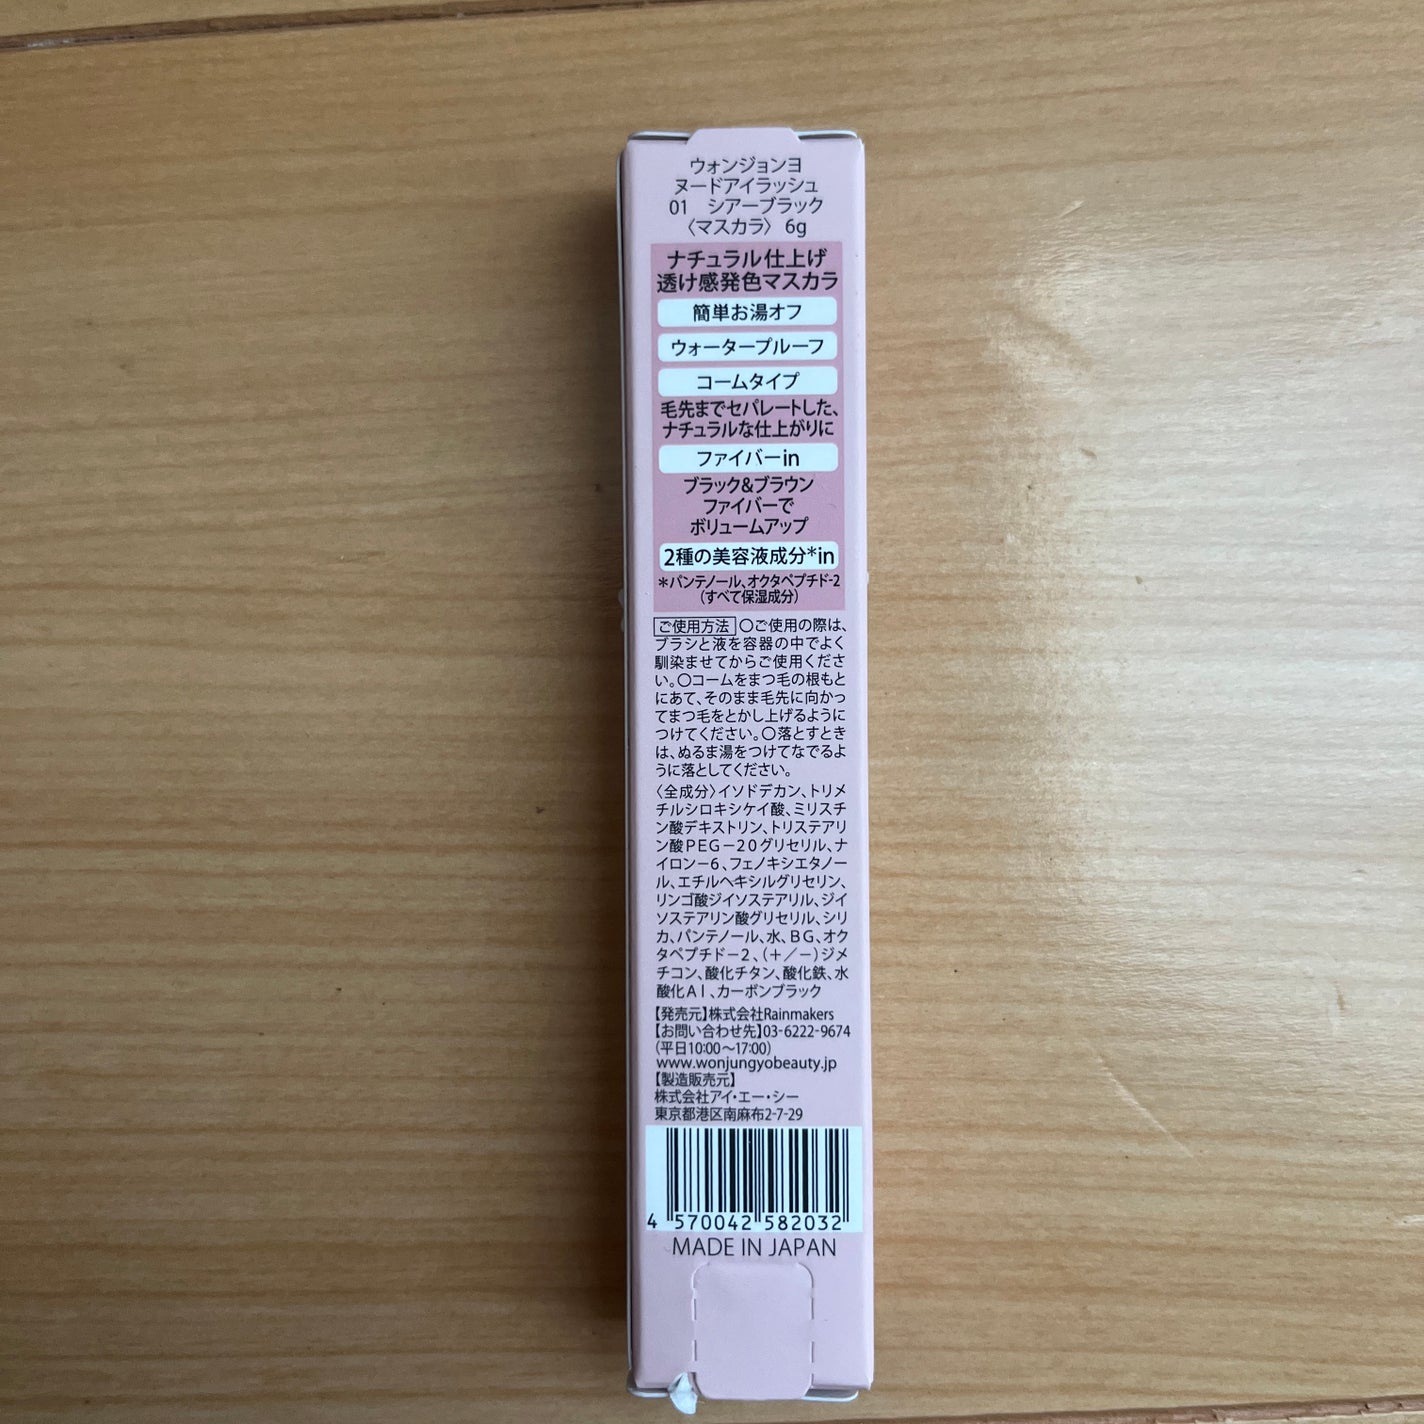 ウォンジョンヨ
ヌードアイラッシュ
01　シアーブラック
〈マスカラ〉 6g
ナチュラル仕上げ
透け感発色マスカラ
簡単お湯オフ
ウォータープルーフ
コームタイプ
毛先までセパレートした、
ナチュラルな仕上がりに
ファイバーin
ブラック&ブラウン
ファイバーで
ボリュームアップ
2種の美容液成分*in
*パンテノール、オクタペプチド-2
(すべて保湿成分)
ご使用方法 〇ご使用の際は、
ブラシと液を容器の中でよく
馴染ませてからご使用くださ
い。〇コームをまつ毛の根もと
にあて、そのまま毛先に向かっ
てまつ毛をとかし上げるように
つけてください。〇落とすとき
は、ぬるま湯をつけてなでるよ
うに落としてください。
〈全成分〉イソドデカン、トリメ
チルシロキシケイ酸、ミリスチ
ン酸デキストリン、トリステアリ
ン酸PEG－20グリセリル、ナ
イロン－6、フェノキシエタノー
ル、エチルヘキシルグリセリン、
リンゴ酸ジイソステアリル、ジイ
ソステアリン酸グリセリル、シリ
カ、パンテノール、水、BG、オク
タペプチド－2、(＋／－)ジメ
チコン、酸化チタン、酸化鉄、水
酸化Ａｌ、カーボンブラック
【発売元】株式会社Rainmakers
【お問い合わせ先】03-6222-9674
(平日10:00～17:00)
www.wonjungyobeauty.jp
【製造販売元】
株式会社アイ・エー・シー
東京都港区南麻布2-7-29
4 570042 582032
MADE IN JAPAN